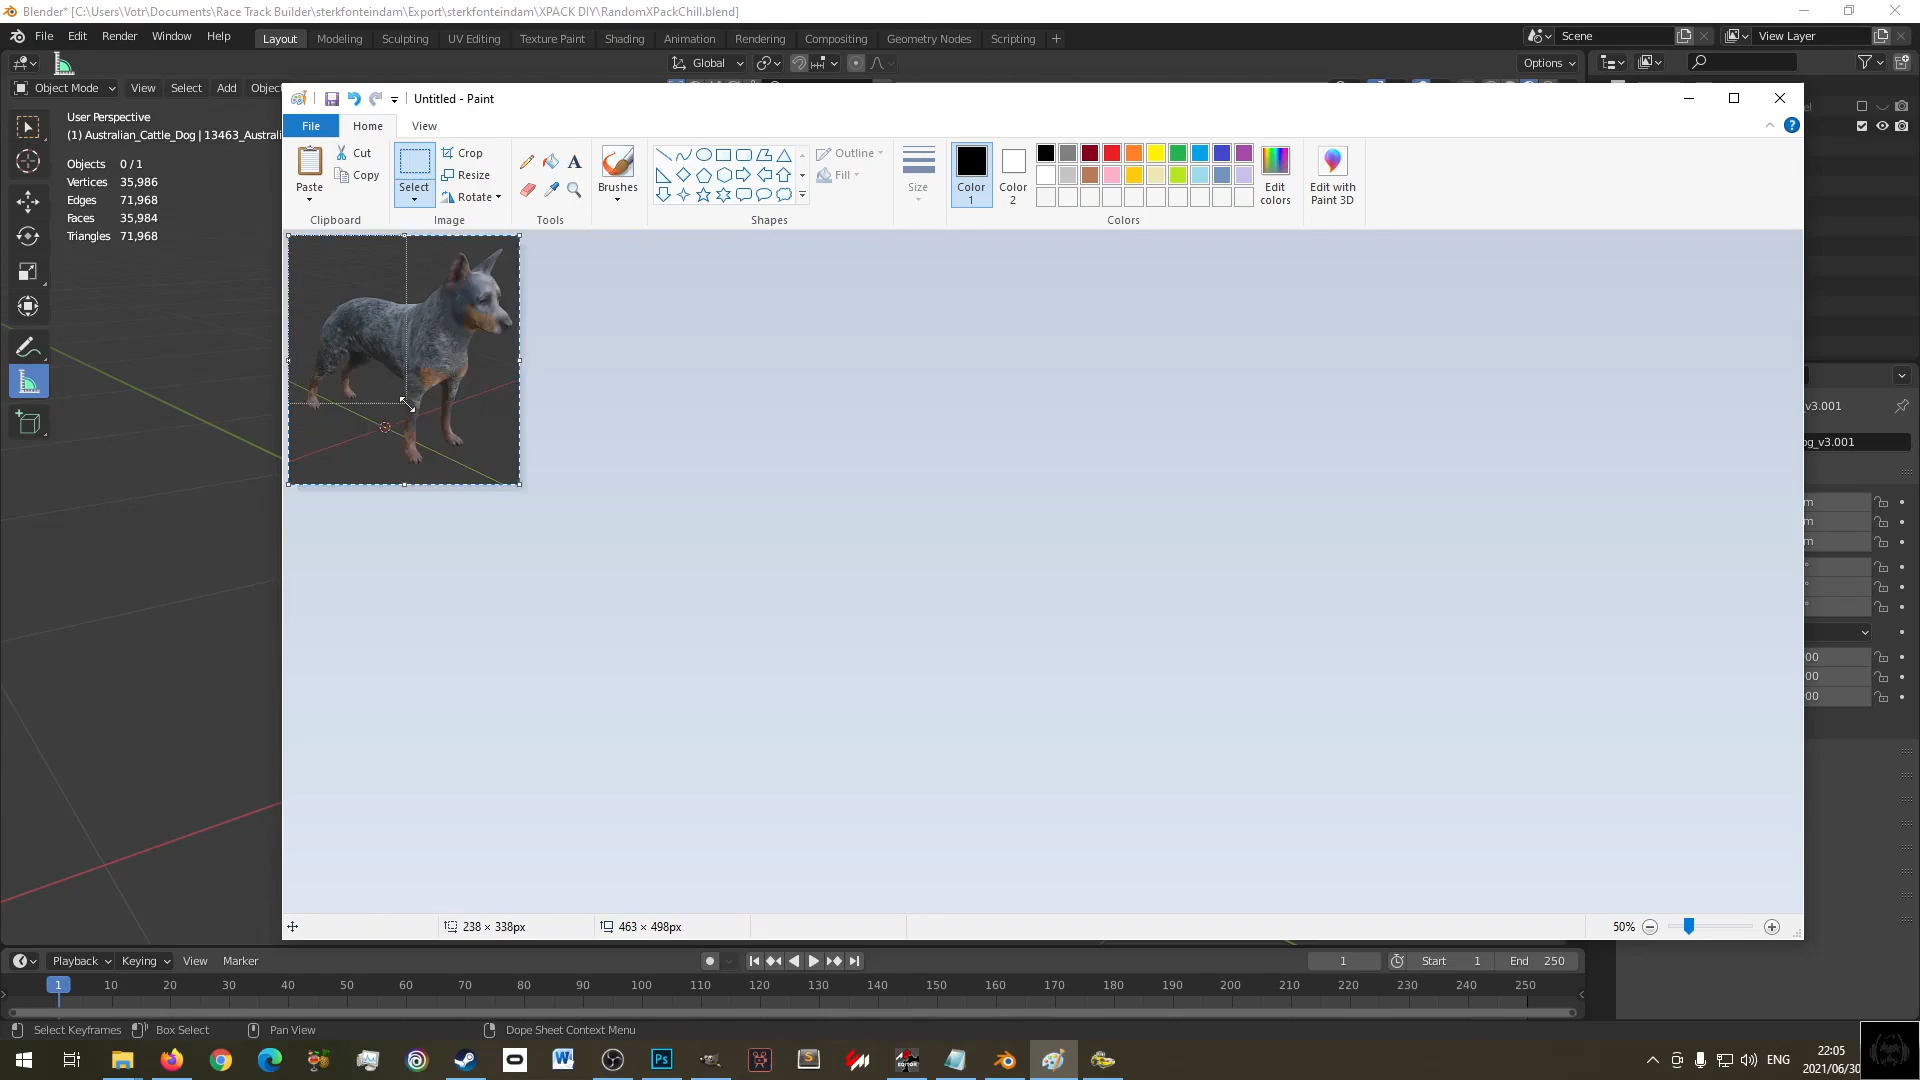 Blender* [C:\Users\Votr\Documents\Race Track Builder\sterkfonteindam\Export\sterkfonteindam\XPACK DIY\RandomXPackChill.blend]
File Edit Render Window Help
Layout Modeling Sculpting UV Editing Texture Paint Shading Animation Rendering Compositing Geometry Nodes Scripting
Scene
View Layer
Global
Options
Object Mode View Select Add Objec
User Perspective
(1) Australian_Cattle_Dog | 13463_Australi
Objects 0 / 1
Vertices 35,986
Edges 71,968
Faces 35,984
Triangles 71,968
Untitled - Paint
File Home View
Paste
Cut
Copy
Clipboard
Select
Crop
Resize
Rotate
Image
Tools
Brushes
Shapes
Outline
Fill
Size
Color 1
Color 2
Edit colors
Colors
Edit with Paint 3D
v3.001
og_v3.001
m
m
m
°
°
°
00
00
00
238 × 338px
463 × 498px
50%
Playback Keying View Marker
1
Start 1
End 250
1 10 20 30 40 50 60 70 80 90 100 110 120 130 140 150 160 170 180 190 200 210 220 230 240 250
Select Keyframes Box Select Pan View Dope Sheet Context Menu
ENG
22:05
2021/06/30